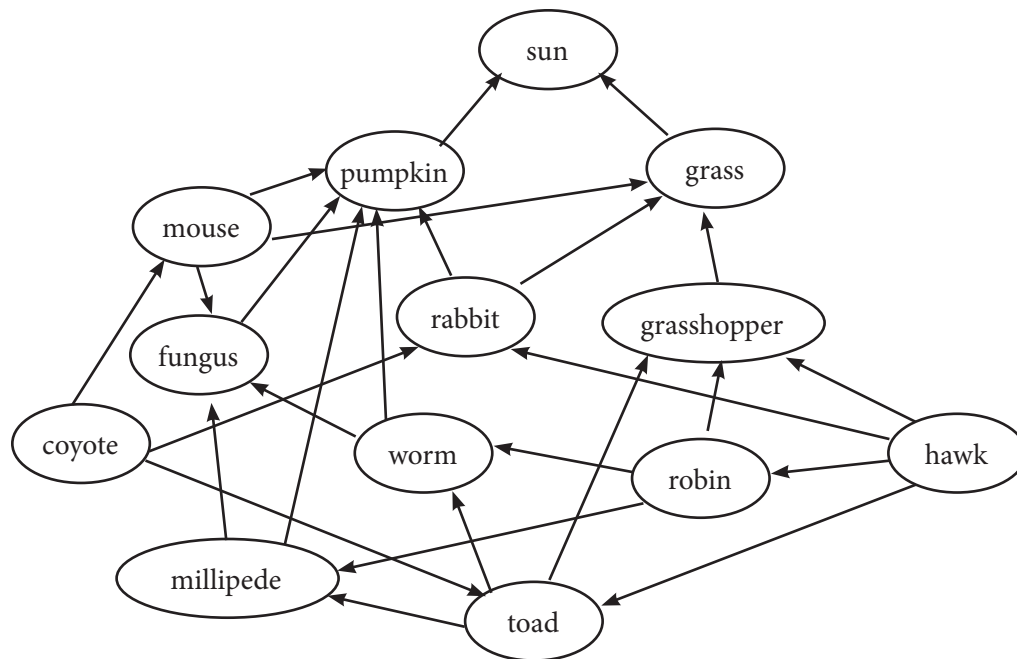 sun
pumpkin
grass
mouse
rabbit
grasshopper
fungus
coyote
worm
robin
hawk
millipede
toad